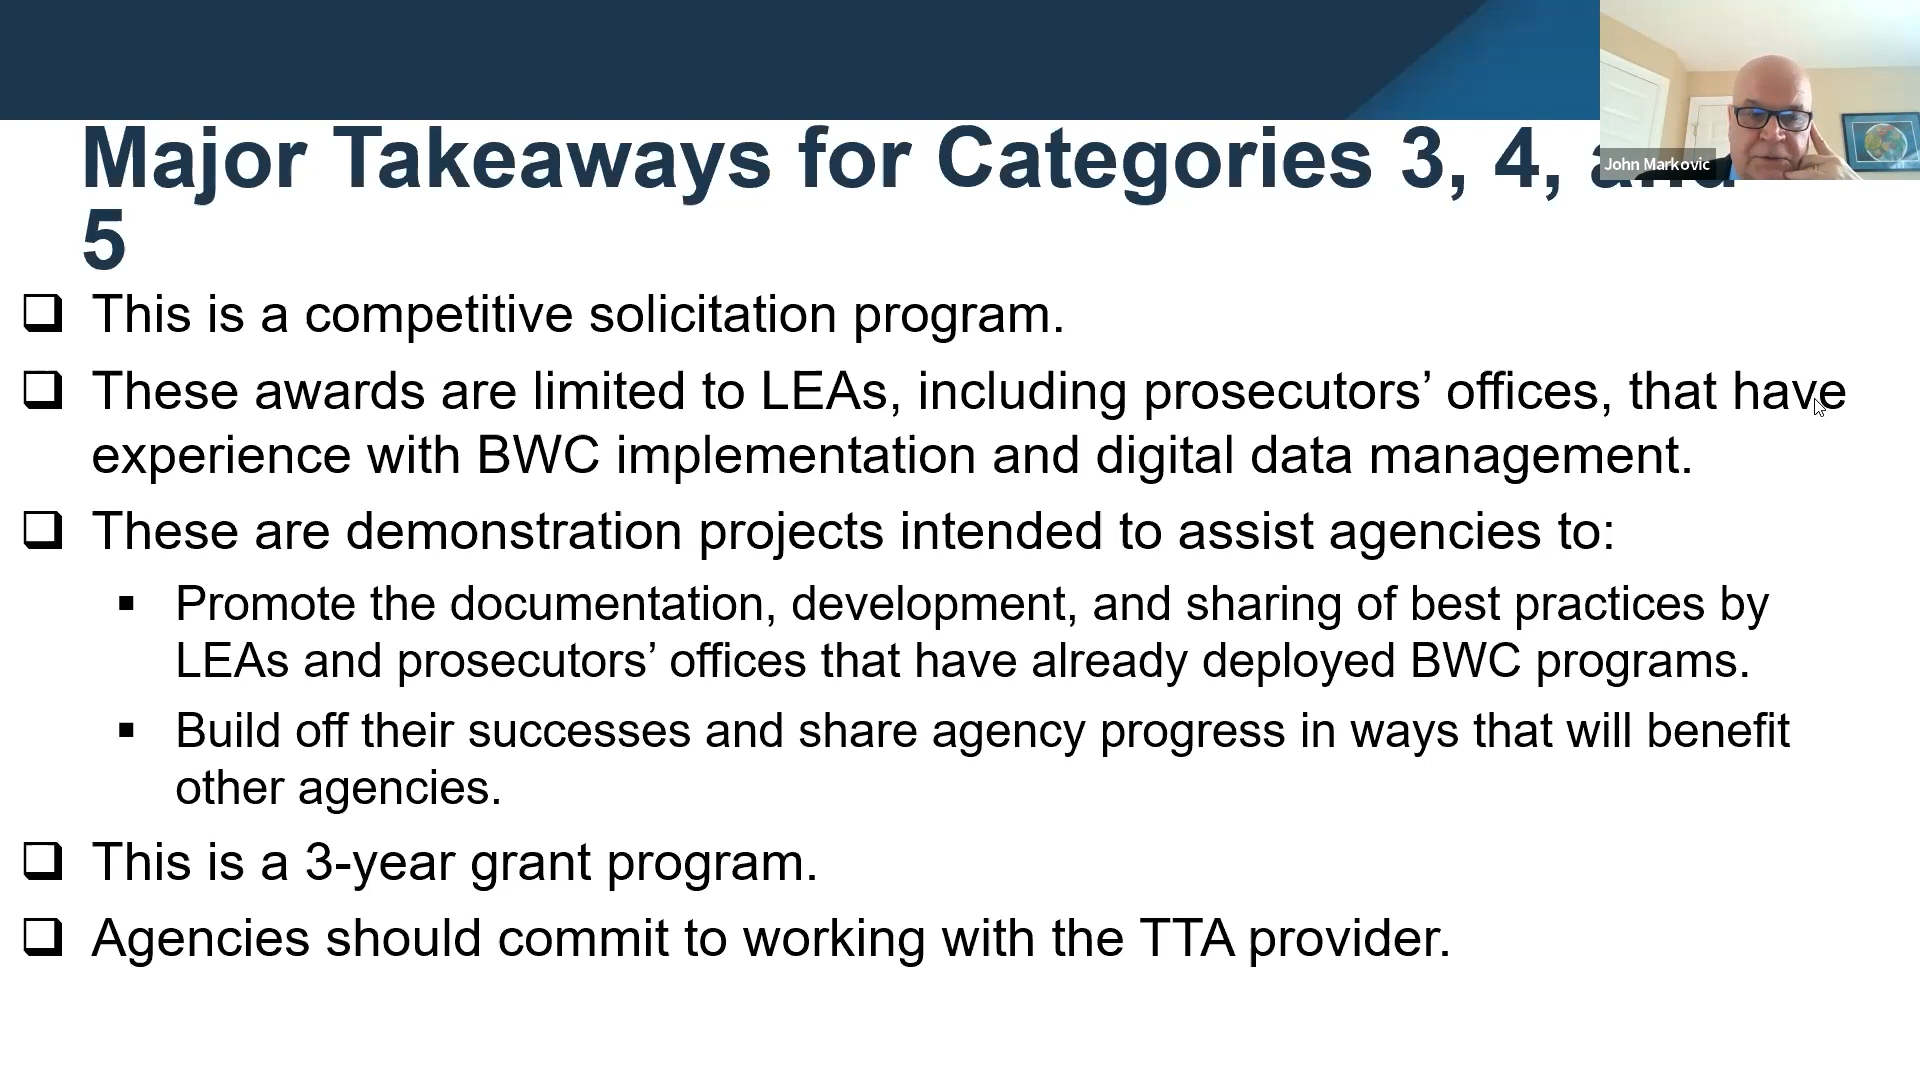 Major Takeaways for Categories 3, 4, and
5
John Markovic
This is a competitive solicitation program.
These awards are limited to LEAs, including prosecutors’ offices, that have
experience with BWC implementation and digital data management.
These are demonstration projects intended to assist agencies to:
Promote the documentation, development, and sharing of best practices by
LEAs and prosecutors’ offices that have already deployed BWC programs.
Build off their successes and share agency progress in ways that will benefit
other agencies.
This is a 3-year grant program.
Agencies should commit to working with the TTA provider.